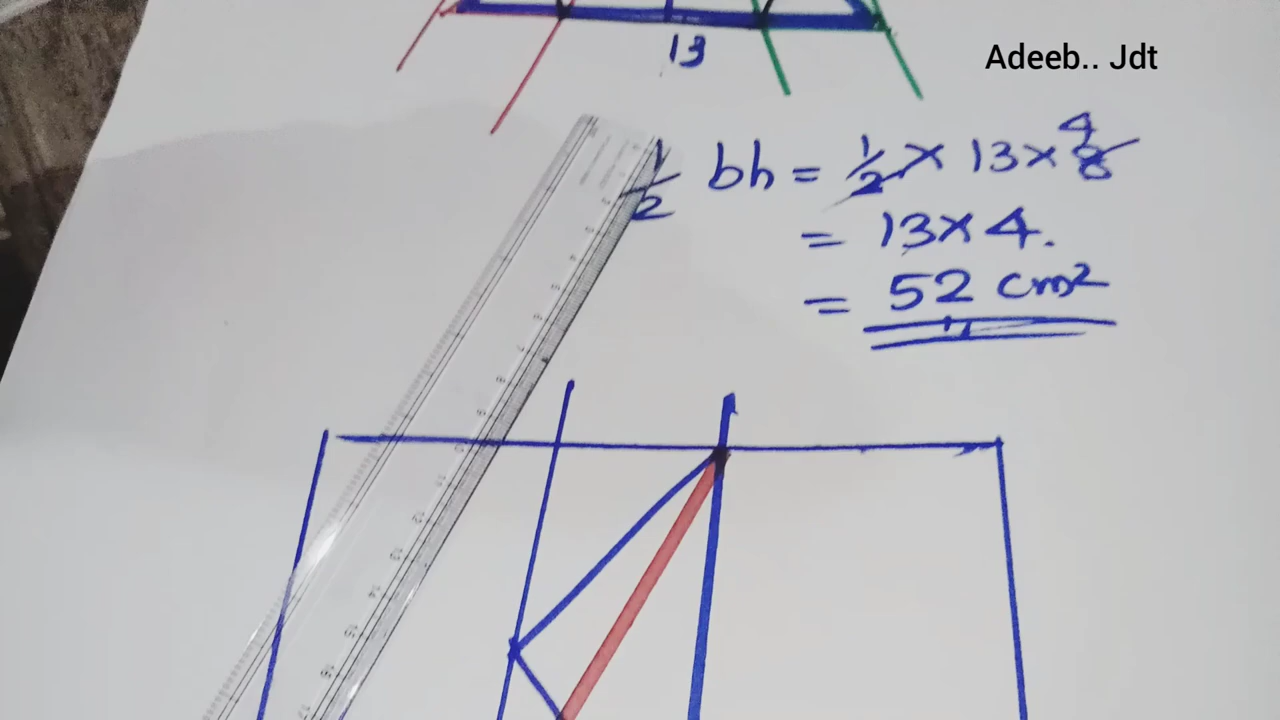 13
Adeeb.. Jdt
1/2 bh = 1/2 × 13 × 8 4
= 13×4.
= 52 cm²